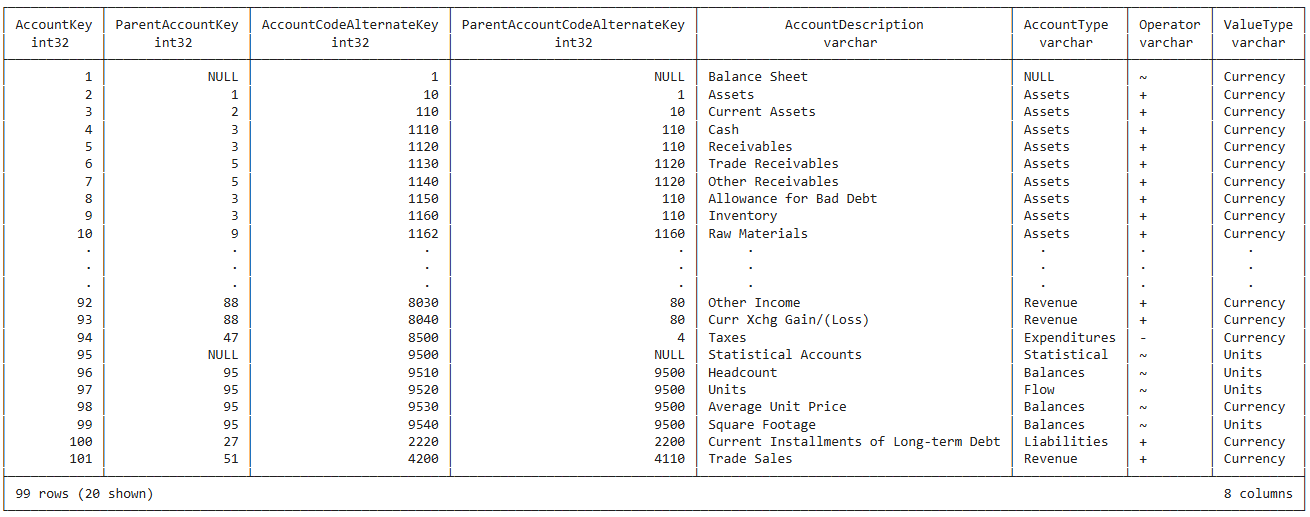 AccountKey ParentAccountKey AccountCodeAlternateKey ParentAccountCodeAlternateKey AccountDescription AccountType Operator ValueType
int32 int32 int32 int32 varchar varchar varchar varchar
1 NULL 1 NULL Balance Sheet NULL ~ Currency
2 1 10 1 Assets Assets + Currency
3 2 110 10 Current Assets Assets + Currency
4 3 1110 110 Cash Assets + Currency
5 3 1120 110 Receivables Assets + Currency
6 5 1130 1120 Trade Receivables Assets + Currency
7 5 1140 1120 Other Receivables Assets + Currency
8 3 1150 110 Allowance for Bad Debt Assets + Currency
9 3 1160 110 Inventory Assets + Currency
10 9 1162 1160 Raw Materials Assets + Currency
. . . . . . . .
. . . . . . . .
. . . . . . . .
92 88 8030 80 Other Income Revenue + Currency
93 88 8040 80 Curr Xchg Gain/(Loss) Revenue + Currency
94 47 8500 4 Taxes Expenditures - Currency
95 NULL 9500 NULL Statistical Accounts Statistical ~ Units
96 95 9510 9500 Headcount Balances ~ Units
97 95 9520 9500 Units Flow ~ Units
98 95 9530 9500 Average Unit Price Balances ~ Currency
99 95 9540 9500 Square Footage Balances ~ Units
100 27 2220 2200 Current Installments of Long-term Debt Liabilities + Currency
101 51 4200 4110 Trade Sales Revenue + Currency
99 rows (20 shown) 8 columns